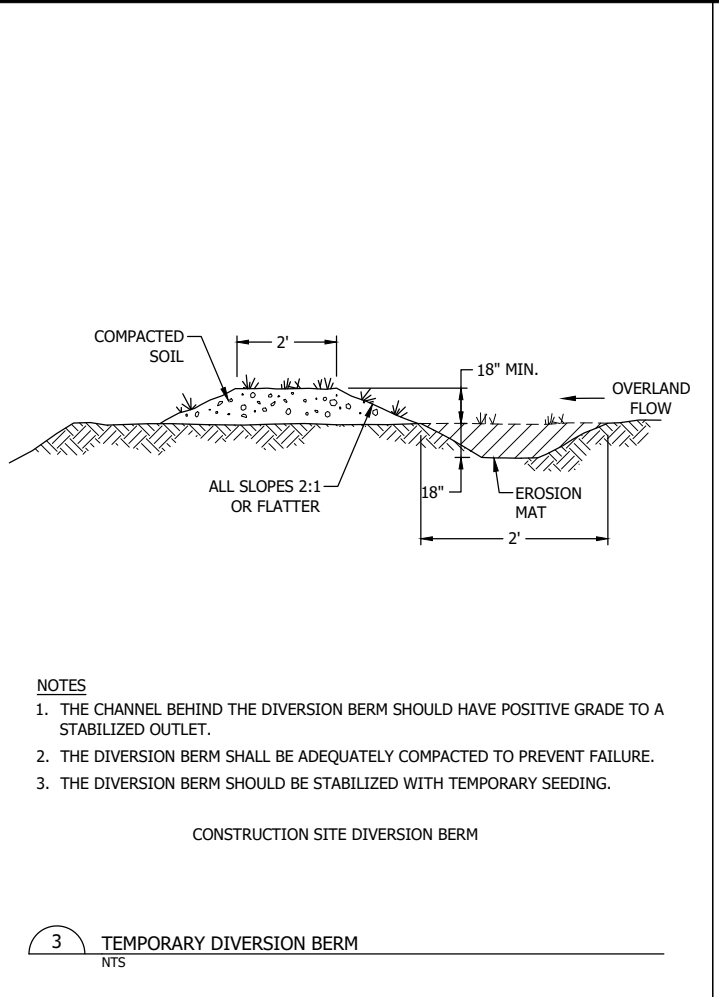 COMPACTED
SOIL
2'
18" MIN.
OVERLAND
FLOW
ALL SLOPES 2:1
OR FLATTER
18"
EROSION
MAT
2'
NOTES
1. THE CHANNEL BEHIND THE DIVERSION BERM SHOULD HAVE POSITIVE GRADE TO A
STABILIZED OUTLET.
2. THE DIVERSION BERM SHALL BE ADEQUATELY COMPACTED TO PREVENT FAILURE.
3. THE DIVERSION BERM SHOULD BE STABILIZED WITH TEMPORARY SEEDING.
CONSTRUCTION SITE DIVERSION BERM
3 TEMPORARY DIVERSION BERM
NTS